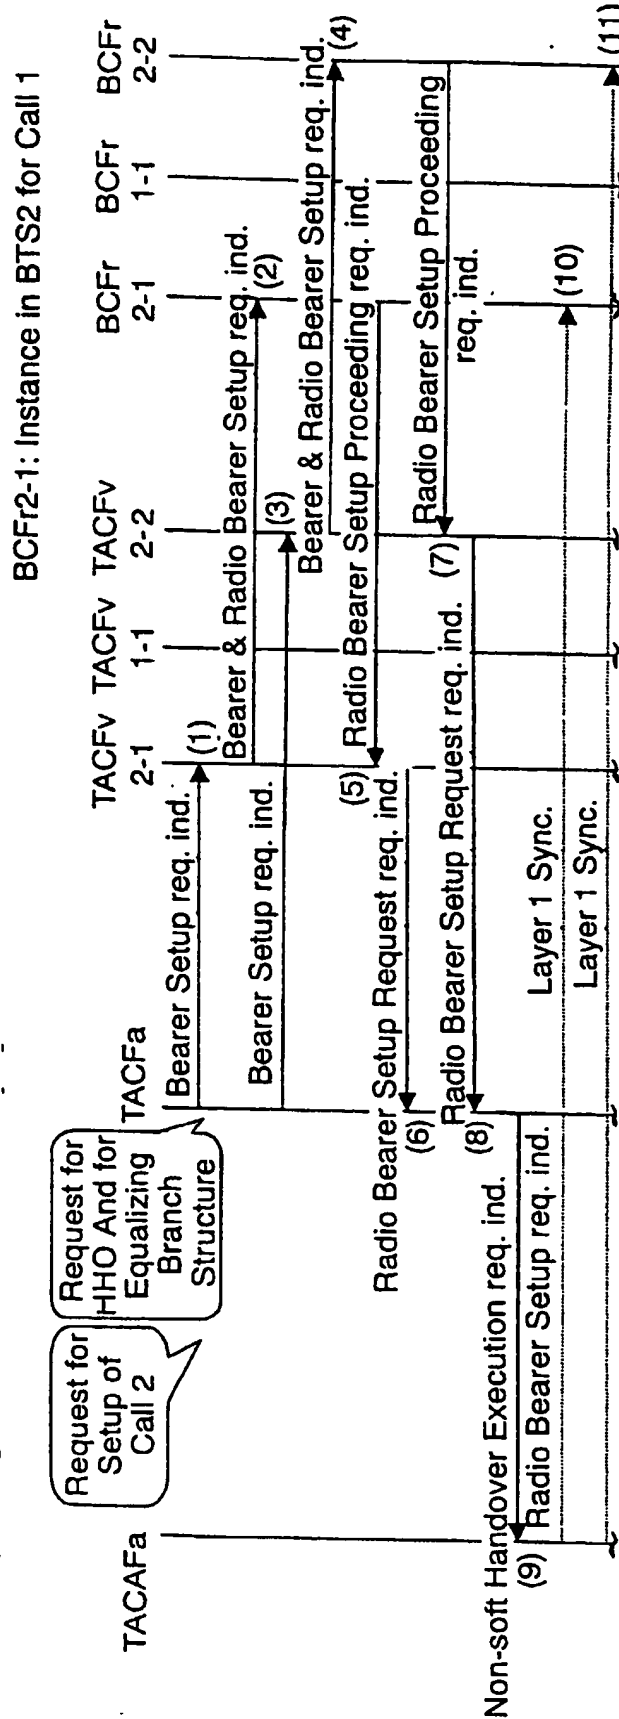 BCFr2-1: Instance in BTS2 for Call 1
Request for
Setup of
Call 2
Request for
HHO And for
Equalizing
Branch
Structure
TACAFa
TACFa
TACFv
2-1
TACFv
1-1
TACFv
2-2
BCFr
2-1
BCFr
1-1
BCFr
2-2
Bearer Setup req. ind.
(1)
Bearer & Radio Bearer Setup req. ind.
(2)
Bearer Setup req. ind.
(3)
Bearer & Radio Bearer Setup req. ind.
(4)
Radio Bearer Setup Proceeding req. ind.
(5)
Radio Bearer Setup Request req. ind.
(6)
Radio Bearer Setup Proceeding
req. ind.
(7)
Radio Bearer Setup Request req. ind.
(8)
Non-soft Handover Execution req. ind.
(9)
Radio Bearer Setup req. ind.
Layer 1 Sync.
(10)
Layer 1 Sync.
(11)